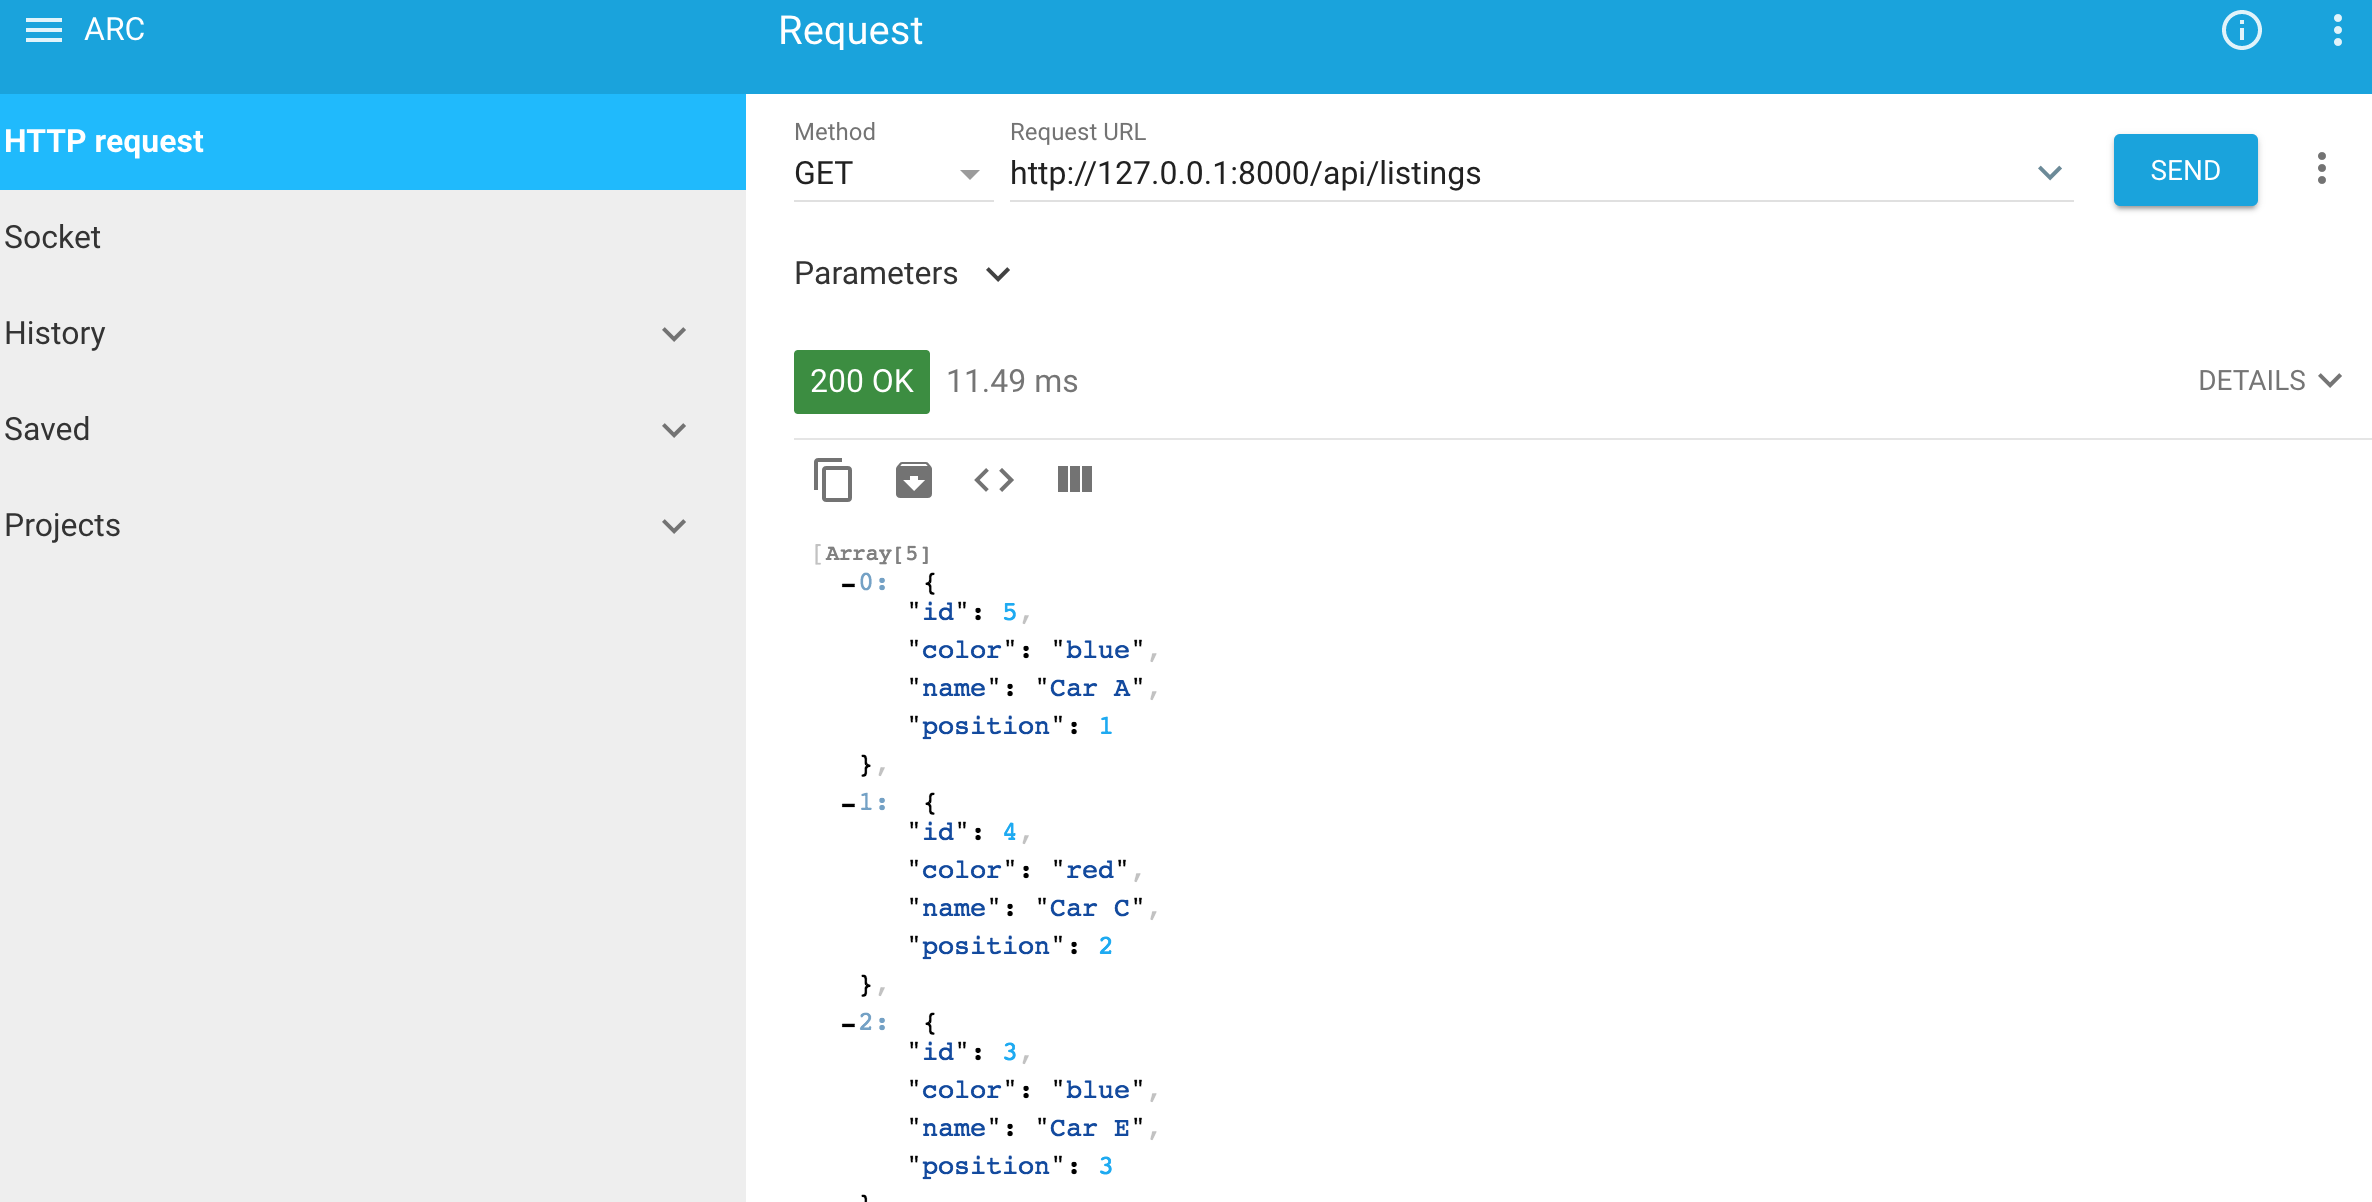 ARC
Request
HTTP request
Socket
History
Saved
Projects
Method
Request URL
GET
http://127.0.0.1:8000/api/listings
SEND
Parameters
200 OK
11.49 ms
DETAILS
[Array[5]
-0: {
"id": 5,
"color": "blue",
"name": "Car A",
"position": 1
},
-1: {
"id": 4,
"color": "red",
"name": "Car C",
"position": 2
},
-2: {
"id": 3,
"color": "blue",
"name": "Car E",
"position": 3
}